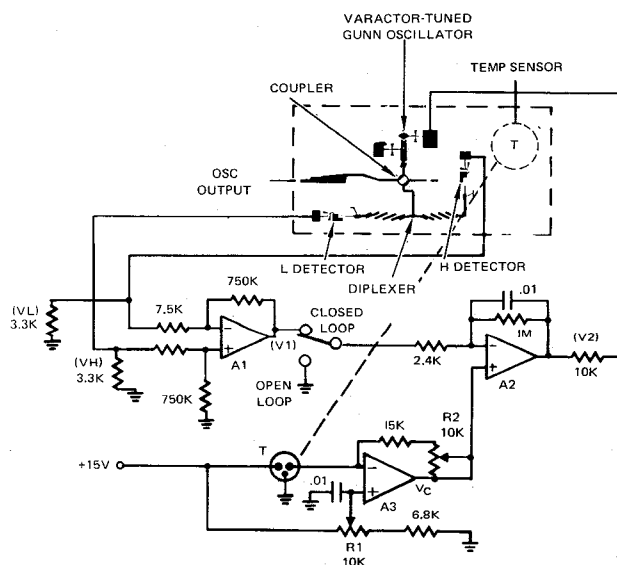 VARACTOR-TUNED
GUNN OSCILLATOR
TEMP SENSOR
COUPLER
T
OSC
OUTPUT
L DETECTOR
DIPLEXER
H DETECTOR
(VL)
3.3K
7.5K
750K
CLOSED
LOOP
(V1)
A1
(VH)
3.3K
750K
OPEN
LOOP
2.4K
.01
1M
A2
(V2)
10K
+15V
T
15K
R2
10K
.01
A3
VC
R1
10K
6.8K